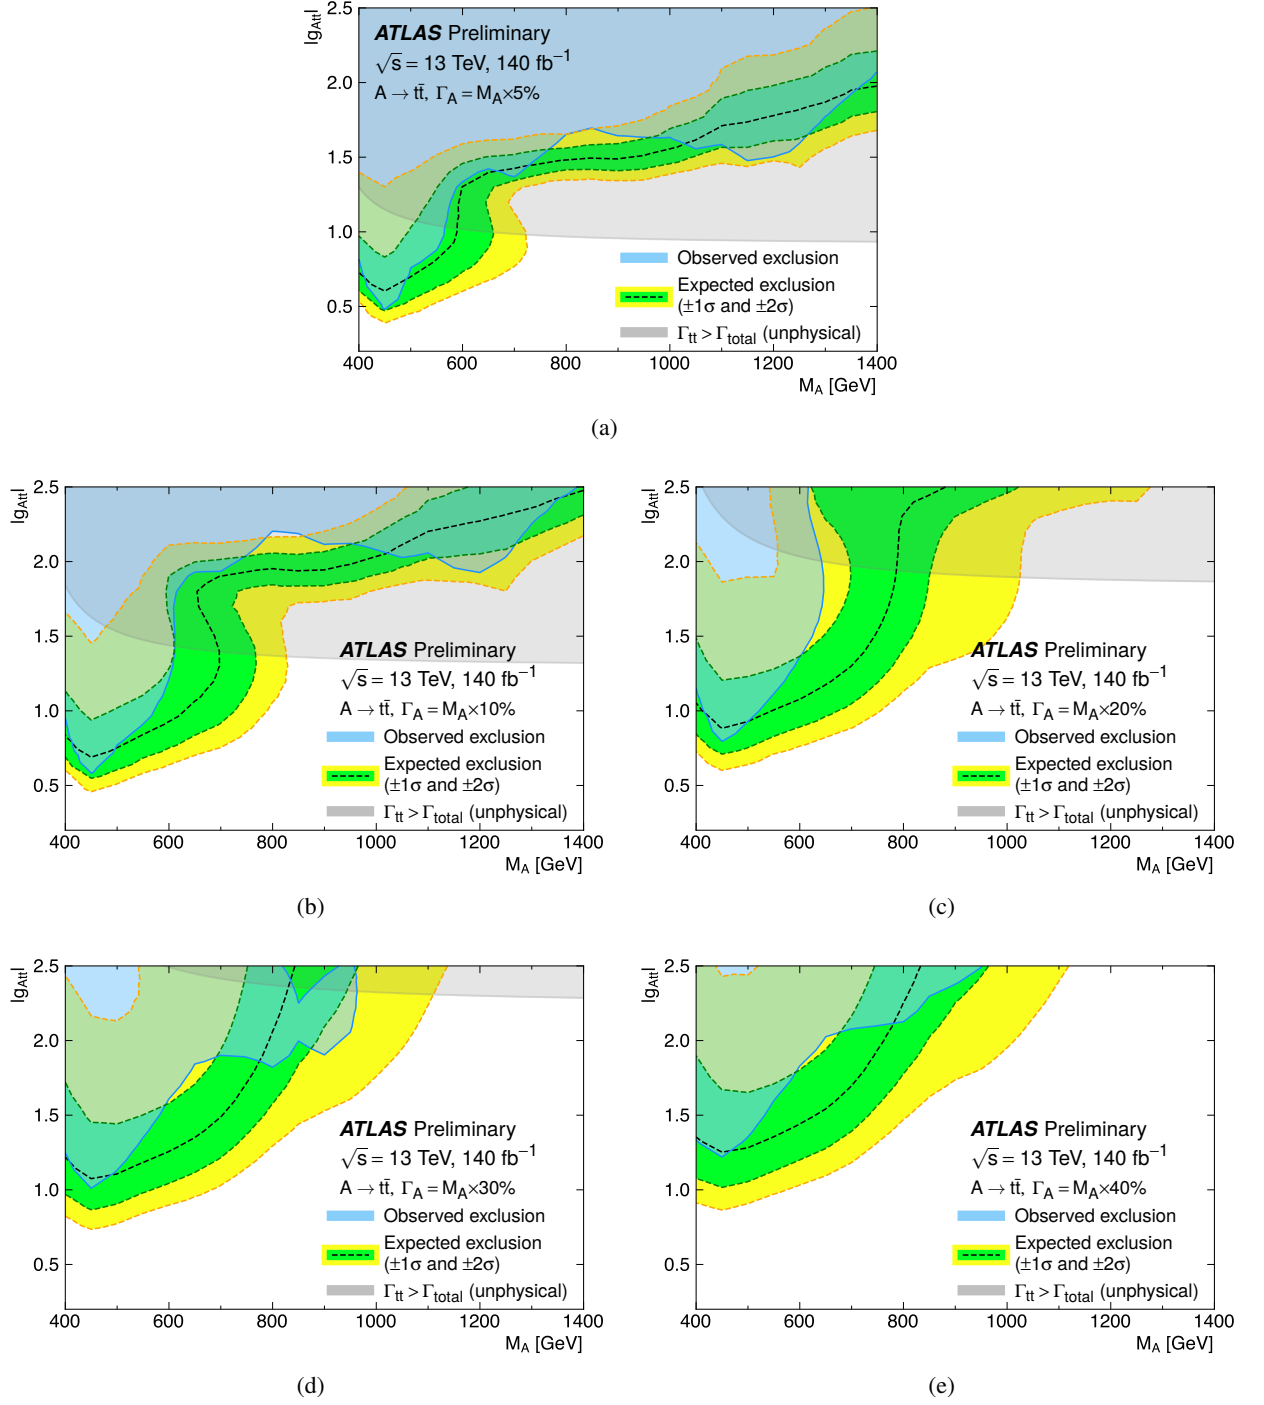 |gAtt|
2.5
2.0
1.5
1.0
0.5
ATLAS Preliminary
√s = 13 TeV, 140 fb⁻¹
A → tt̄, Γ_A = M_A×5%
Observed exclusion
Expected exclusion
(±1σ and ±2σ)
Γ_tt > Γ_total (unphysical)
400 600 800 1000 1200 1400
M_A [GeV]
(a)
|gAtt|
2.5
2.0
1.5
1.0
0.5
ATLAS Preliminary
√s = 13 TeV, 140 fb⁻¹
A → tt̄, Γ_A = M_A×10%
Observed exclusion
Expected exclusion
(±1σ and ±2σ)
Γ_tt > Γ_total (unphysical)
400 600 800 1000 1200 1400
M_A [GeV]
(b)
|gAtt|
2.5
2.0
1.5
1.0
0.5
ATLAS Preliminary
√s = 13 TeV, 140 fb⁻¹
A → tt̄, Γ_A = M_A×20%
Observed exclusion
Expected exclusion
(±1σ and ±2σ)
Γ_tt > Γ_total (unphysical)
400 600 800 1000 1200 1400
M_A [GeV]
(c)
|gAtt|
2.5
2.0
1.5
1.0
0.5
ATLAS Preliminary
√s = 13 TeV, 140 fb⁻¹
A → tt̄, Γ_A = M_A×30%
Observed exclusion
Expected exclusion
(±1σ and ±2σ)
Γ_tt > Γ_total (unphysical)
400 600 800 1000 1200 1400
M_A [GeV]
(d)
|gAtt|
2.5
2.0
1.5
1.0
0.5
ATLAS Preliminary
√s = 13 TeV, 140 fb⁻¹
A → tt̄, Γ_A = M_A×40%
Observed exclusion
Expected exclusion
(±1σ and ±2σ)
Γ_tt > Γ_total (unphysical)
400 600 800 1000 1200 1400
M_A [GeV]
(e)